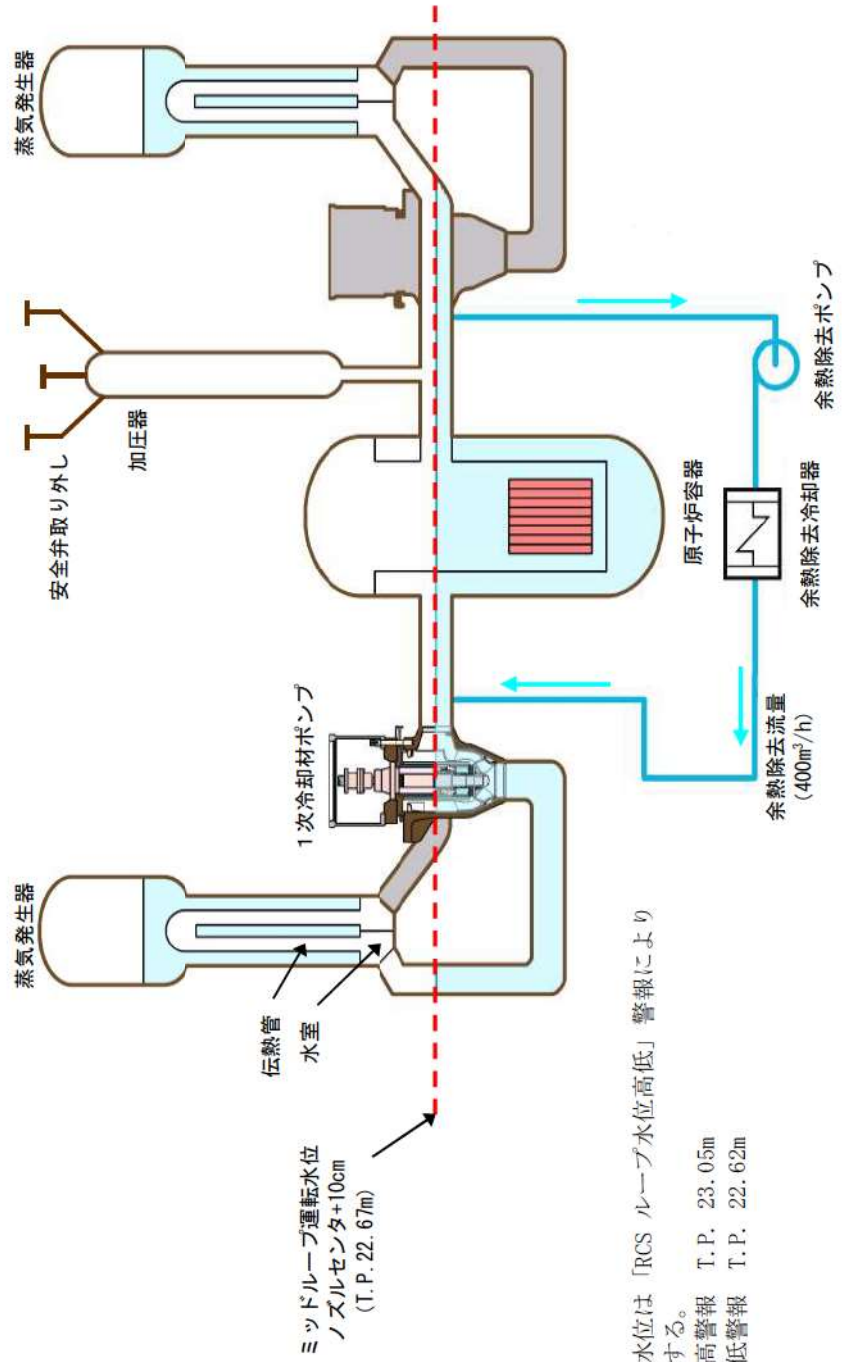 蒸気発生器
蒸気発生器
安全弁取り外し
加圧器
1次冷却材ポンプ
伝熱管
水室
ミッドループ運転水位
ノズルセンタ+10cm
(T.P.22.67m)
原子炉容器
余熱除去冷却器
余熱除去ポンプ
余熱除去流量
(400m³/h)
水位は「RCS ループ水位高低」警報により
する。
高警報 T.P. 23.05m
低警報 T.P. 22.62m